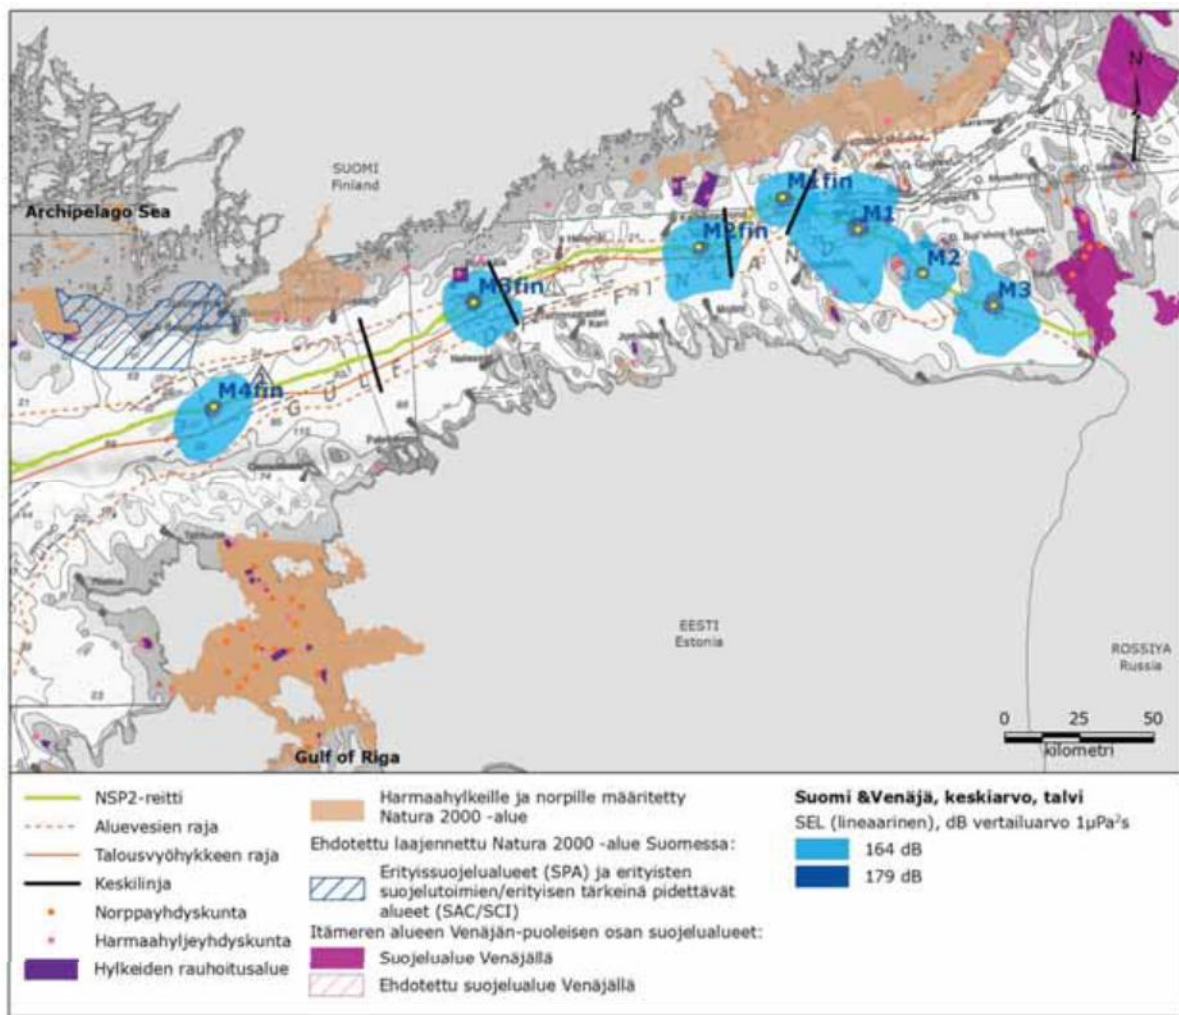 N
SUOMI
Finland
Archipelago Sea
M1fin
M1
M2fin
M2
M3fin
M3
M4fin
G U L F
F I N L A N D
EESTI
Estonia
ROSSIYA
Russia
0 25 50
kilometri
Gulf of Riga
NSP2-reitti
Aluevesien raja
Talousvyöhykkeen raja
Keskilinja
Norppayhdyskunta
Harmaahyljeyhdyskunta
Hylkeiden rauhoitusalue
Harmaahylkeille ja norpille määritetty
Natura 2000 -alue
Ehdotettu laajennettu Natura 2000 -alue Suomessa:
Erityissuojelualueet (SPA) ja erityisten
suojelutoimien/erityisen tärkeinä pidettävät
alueet (SAC/SCI)
Itämeren alueen Venäjän-puoleisen osan suojelualueet:
Suojelualue Venäjällä
Ehdotettu suojelualue Venäjällä
Suomi &Venäjä, keskiarvo, talvi
SEL (lineaarinen), dB vertailuarvo 1µPa²s
164 dB
179 dB